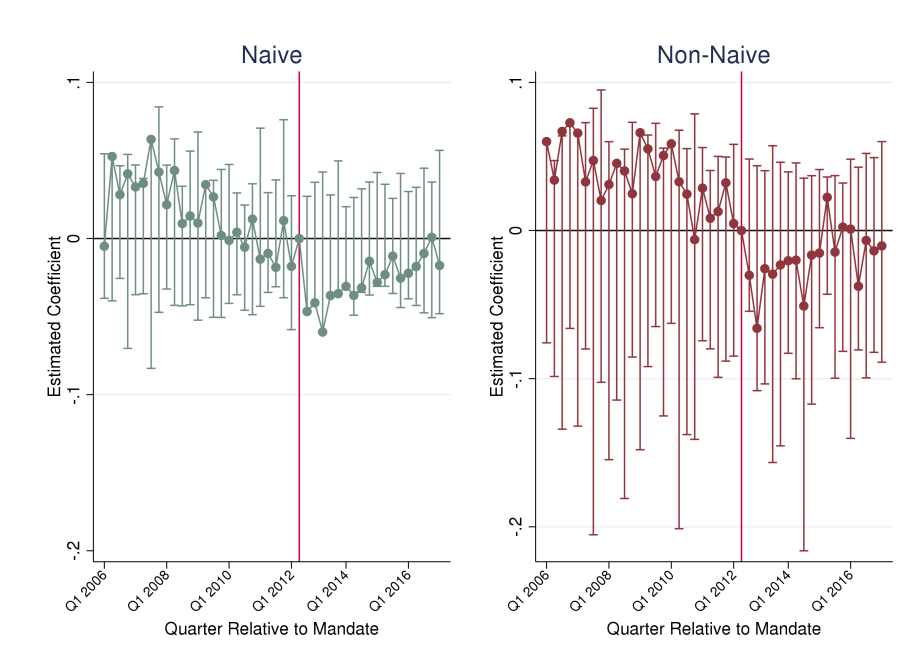 Naive
Estimated Coefficient
.1
0
-.1
-.2
Q1 2006
Q1 2008
Q1 2010
Q1 2012
Q1 2014
Q1 2016
Quarter Relative to Mandate
Non-Naive
Estimated Coefficient
.1
0
-.1
-.2
Q1 2006
Q1 2008
Q1 2010
Q1 2012
Q1 2014
Q1 2016
Quarter Relative to Mandate